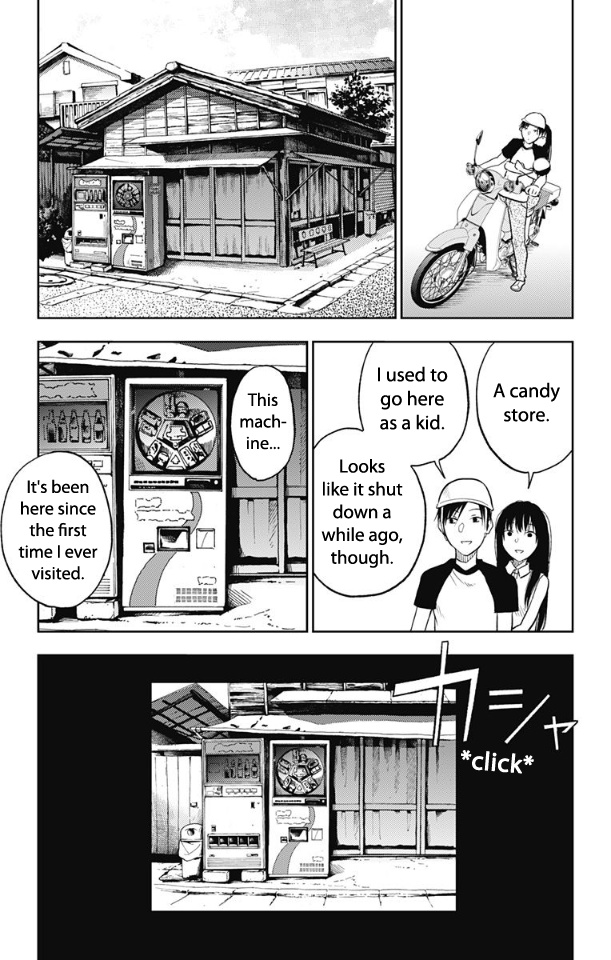 A candy
store.
I used to
go here
as a kid.
Looks
like it shut
down a
while ago,
though.
This
mach-
ine...
It's been
here since
the first
time I ever
visited.
カシャ
*click*